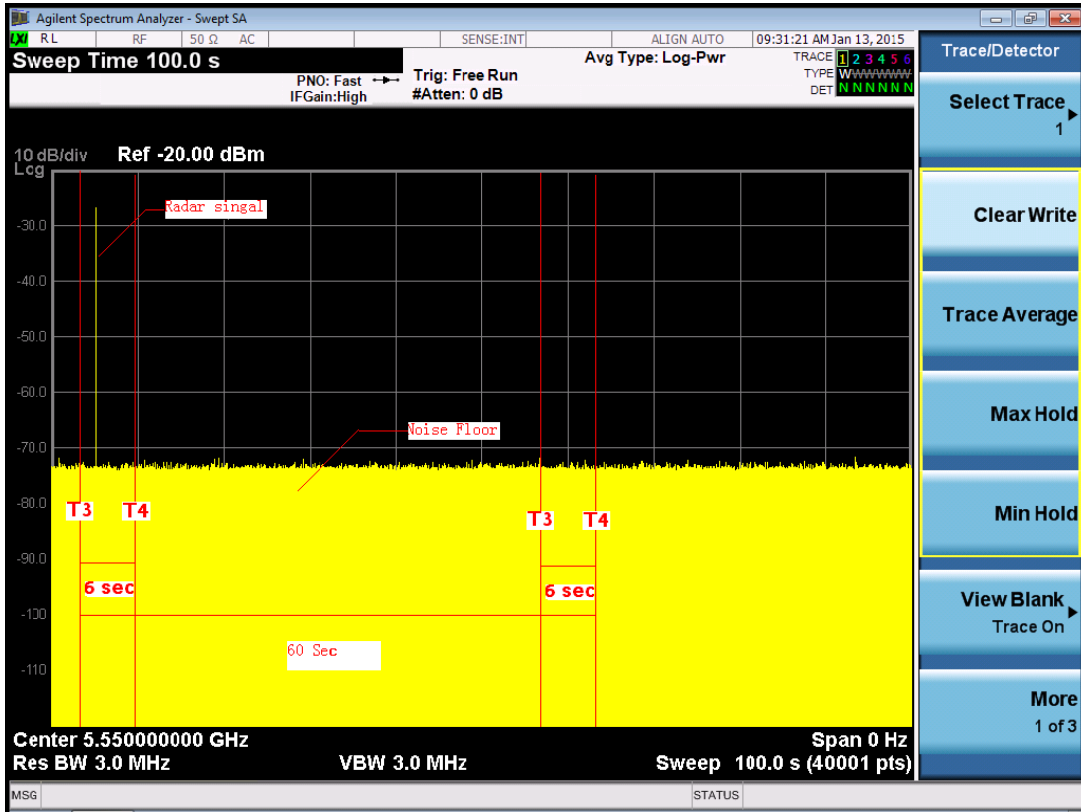 Agilent Spectrum Analyzer - Swept SA
LXI RL RF 50 Ω AC SENSE:INT ALIGN AUTO 09:31:21 AM Jan 13, 2015
Sweep Time 100.0 s
PNO: Fast
IFGain:High
Trig: Free Run
#Atten: 0 dB
Avg Type: Log-Pwr
TRACE 1 2 3 4 5 6
TYPE WWWWWW
DET N N N N N N
10 dB/div Ref -20.00 dBm
Log
Radar singal
-30.0
-40.0
-50.0
-60.0
Noise Floor
-70.0
-80.0
T3 T4 T3 T4
-90.0
6 sec 6 sec
-100
60 Sec
-110
Center 5.550000000 GHz Span 0 Hz
Res BW 3.0 MHz VBW 3.0 MHz Sweep 100.0 s (40001 pts)
MSG STATUS
Trace/Detector
Select Trace
1
Clear Write
Trace Average
Max Hold
Min Hold
View Blank
Trace On
More
1 of 3